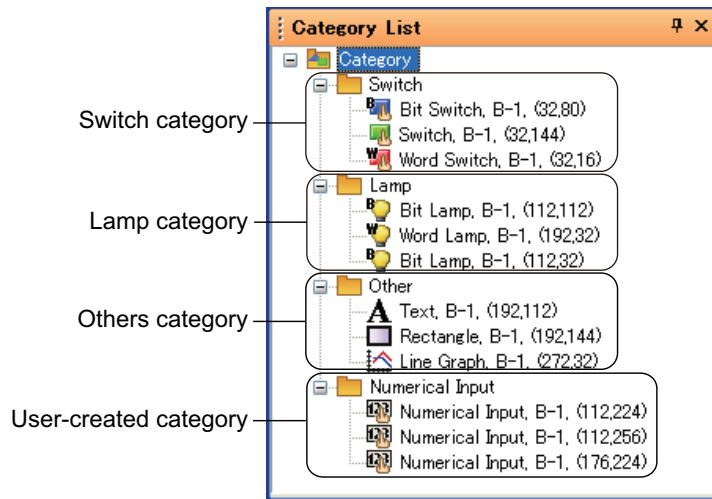 Category List
Category
Switch
Bit Switch, B-1, (32,80)
Switch category
Switch, B-1, (32,144)
Word Switch, B-1, (32,16)
Lamp
Bit Lamp, B-1, (112,112)
Lamp category
Word Lamp, B-1, (192,32)
Bit Lamp, B-1, (112,32)
Other
Text, B-1, (192,112)
Others category
Rectangle, B-1, (192,144)
Line Graph, B-1, (272,32)
Numerical Input
Numerical Input, B-1, (112,224)
User-created category
Numerical Input, B-1, (112,256)
Numerical Input, B-1, (176,224)